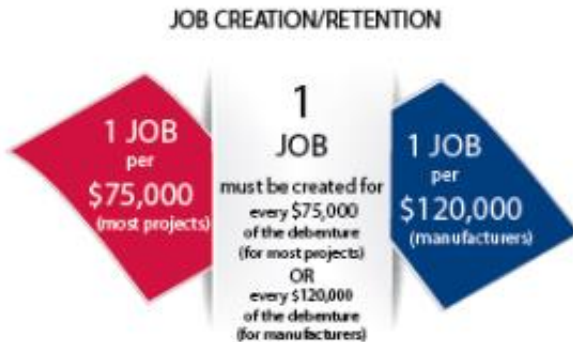 JOB CREATION/RETENTION
1 JOB
per
$75,000
(most projects)
1
JOB
must be created for
every $75,000
of the debenture
(for most projects)
OR
every $120,000
of the debenture
(for manufacturers)
1 JOB
per
$120,000
(manufacturers)